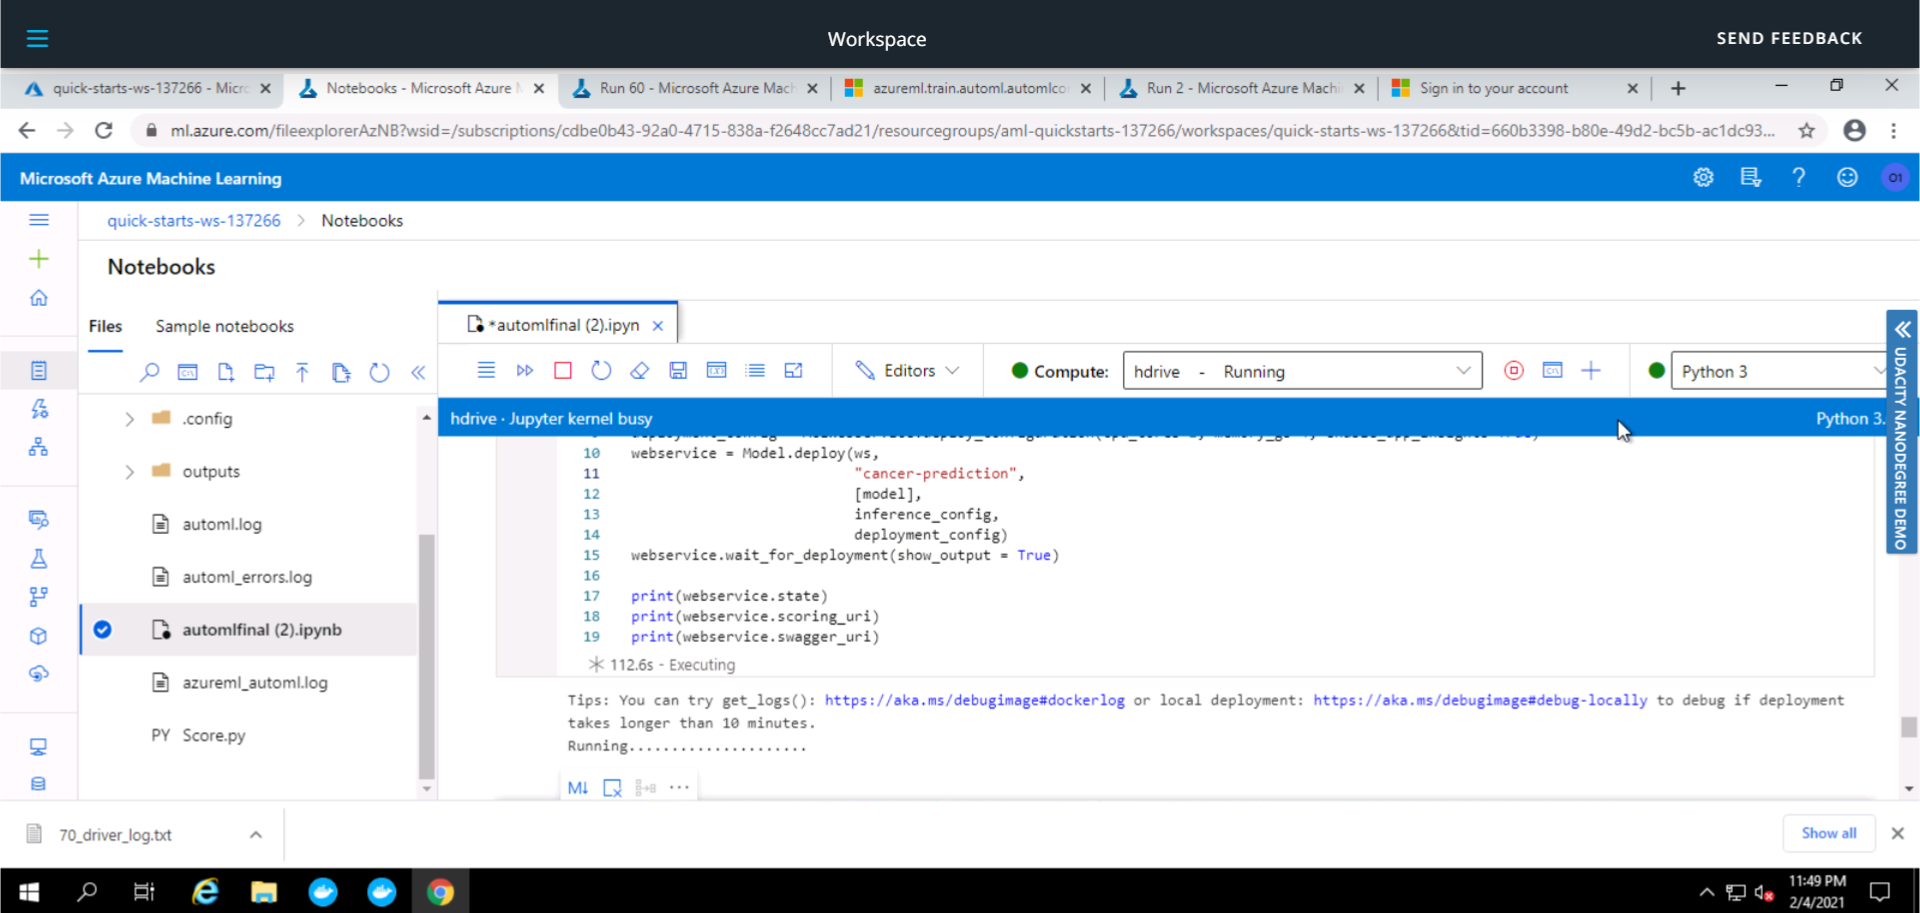 Workspace
SEND FEEDBACK
quick-starts-ws-137266 - Micro
Notebooks - Microsoft Azure M
Run 60 - Microsoft Azure Mach
azureml.train.automl.automlco
Run 2 - Microsoft Azure Machi
Sign in to your account
ml.azure.com/fileexplorerAzNB?wsid=/subscriptions/cdbe0b43-92a0-4715-838a-f2648cc7ad21/resourcegroups/aml-quickstarts-137266/workspaces/quick-starts-ws-137266&tid=660b3398-b80e-49d2-bc5b-ac1dc93...
Microsoft Azure Machine Learning
O1
quick-starts-ws-137266 > Notebooks
Notebooks
Files
Sample notebooks
*automlfinal (2).ipyn
Editors
Compute:
hdrive - Running
Python 3
hdrive · Jupyter kernel busy
Python 3.
UDACITY NANODEGREE DEMO
.config
outputs
automl.log
automl_errors.log
automlfinal (2).ipynb
azureml_automl.log
PY Score.py
10 webservice = Model.deploy(ws,
11 "cancer-prediction",
12 [model],
13 inference_config,
14 deployment_config)
15 webservice.wait_for_deployment(show_output = True)
16
17 print(webservice.state)
18 print(webservice.scoring_uri)
19 print(webservice.swagger_uri)
112.6s - Executing
Tips: You can try get_logs(): https://aka.ms/debugimage#dockerlog or local deployment: https://aka.ms/debugimage#debug-locally to debug if deployment
takes longer than 10 minutes.
Running.....................
M↓
70_driver_log.txt
Show all
11:49 PM
2/4/2021